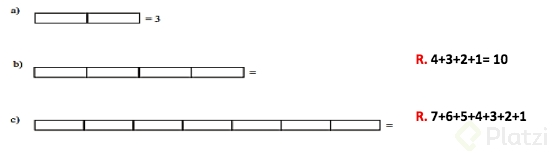 a) = 3
b) = R. 4+3+2+1= 10
c) = R. 7+6+5+4+3+2+1
Platzi